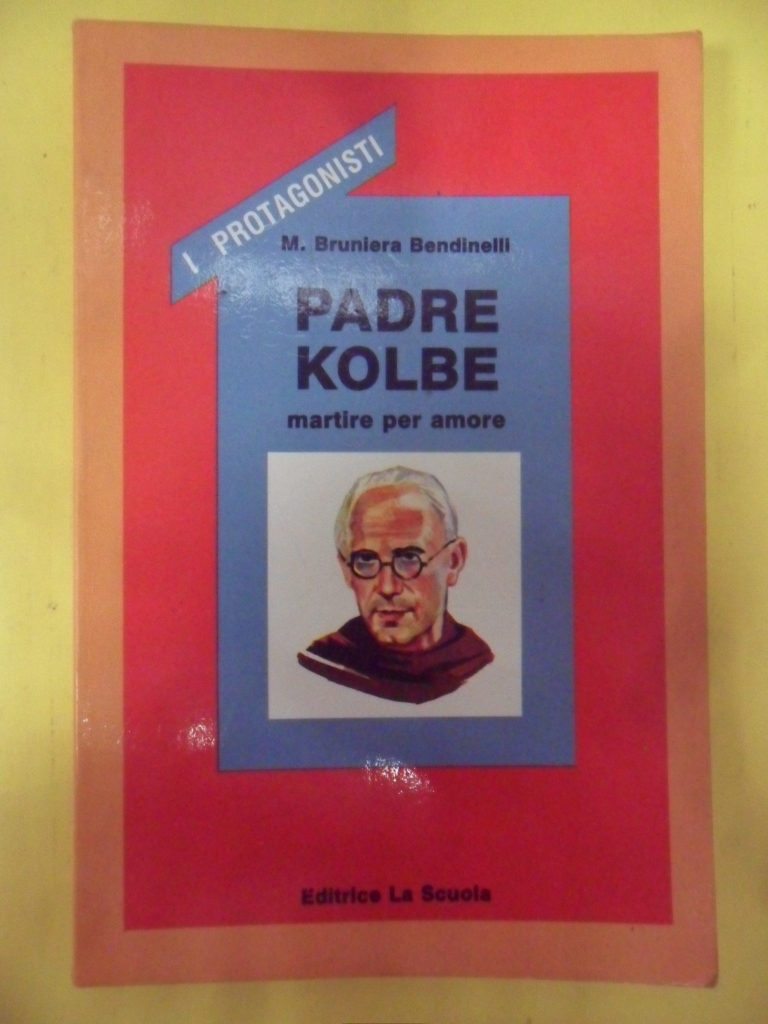 I PROTAGONISTI
M. Bruniera Bendinelli
PADRE
KOLBE
martire per amore
Editrice La Scuola